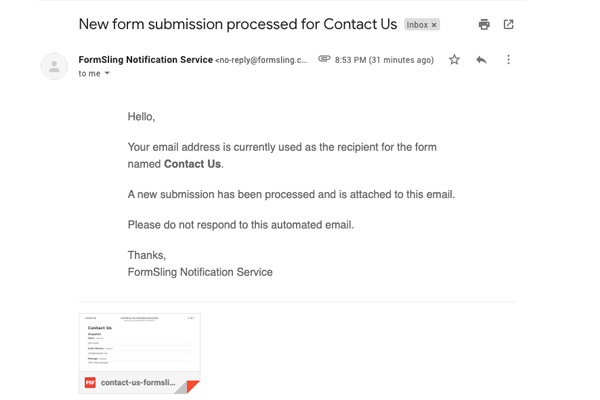 New form submission processed for Contact Us Inbox x
FormSling Notification Service <no-reply@formsling.c... 8:53 PM (31 minutes ago)
to me
Hello,
Your email address is currently used as the recipient for the form
named Contact Us.
A new submission has been processed and is attached to this email.
Please do not respond to this automated email.
Thanks,
FormSling Notification Service
Contact Us
PDF contact-us-formsli...